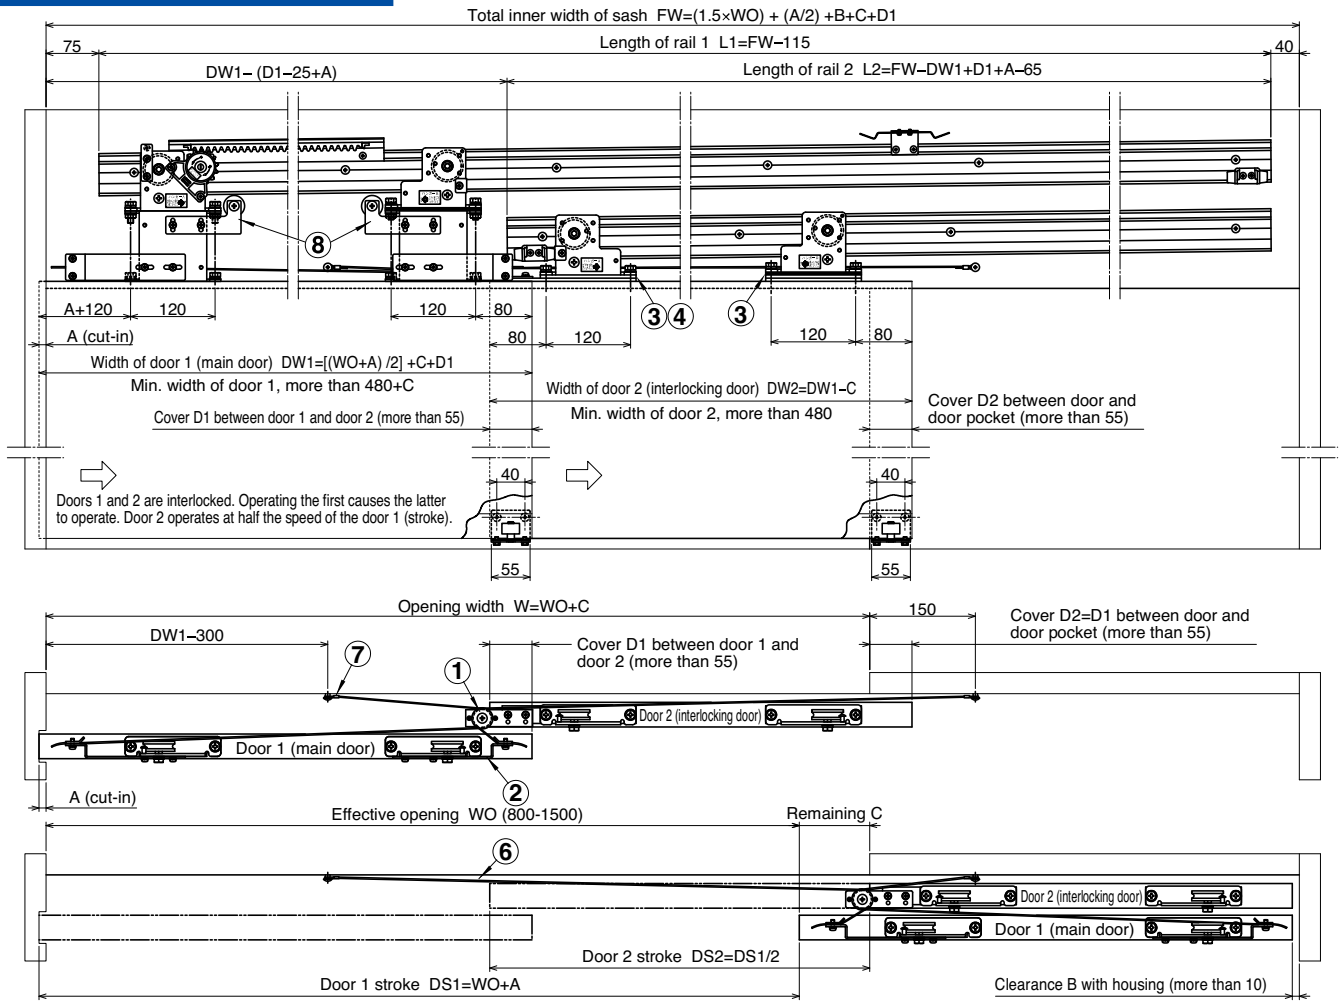 Total inner width of sash FW=(1.5×WO) + (A/2) +B+C+D1
75
Length of rail 1 L1=FW–115
40
DW1– (D1–25+A)
Length of rail 2 L2=FW–DW1+D1+A–65
8
3
4
3
A+120
120
120
80
80
120
120
80
A (cut-in)
Width of door 1 (main door) DW1=[(WO+A) /2] +C+D1
Min. width of door 1, more than 480+C
Width of door 2 (interlocking door) DW2=DW1–C
Min. width of door 2, more than 480
Cover D1 between door 1 and door 2 (more than 55)
Cover D2 between door and
door pocket (more than 55)
40
40
Doors 1 and 2 are interlocked. Operating the first causes the latter
to operate. Door 2 operates at half the speed of the door 1 (stroke).
55
55
Opening width W=WO+C
150
Cover D2=D1 between door and
door pocket (more than 55)
DW1–300
Cover D1 between door 1 and
door 2 (more than 55)
7
1
Door 2 (interlocking door)
Door 1 (main door)
2
A (cut-in)
Effective opening WO (800-1500)
Remaining C
6
Door 2 (interlocking door)
Door 1 (main door)
Door 2 stroke DS2=DS1/2
Door 1 stroke DS1=WO+A
Clearance B with housing (more than 10)